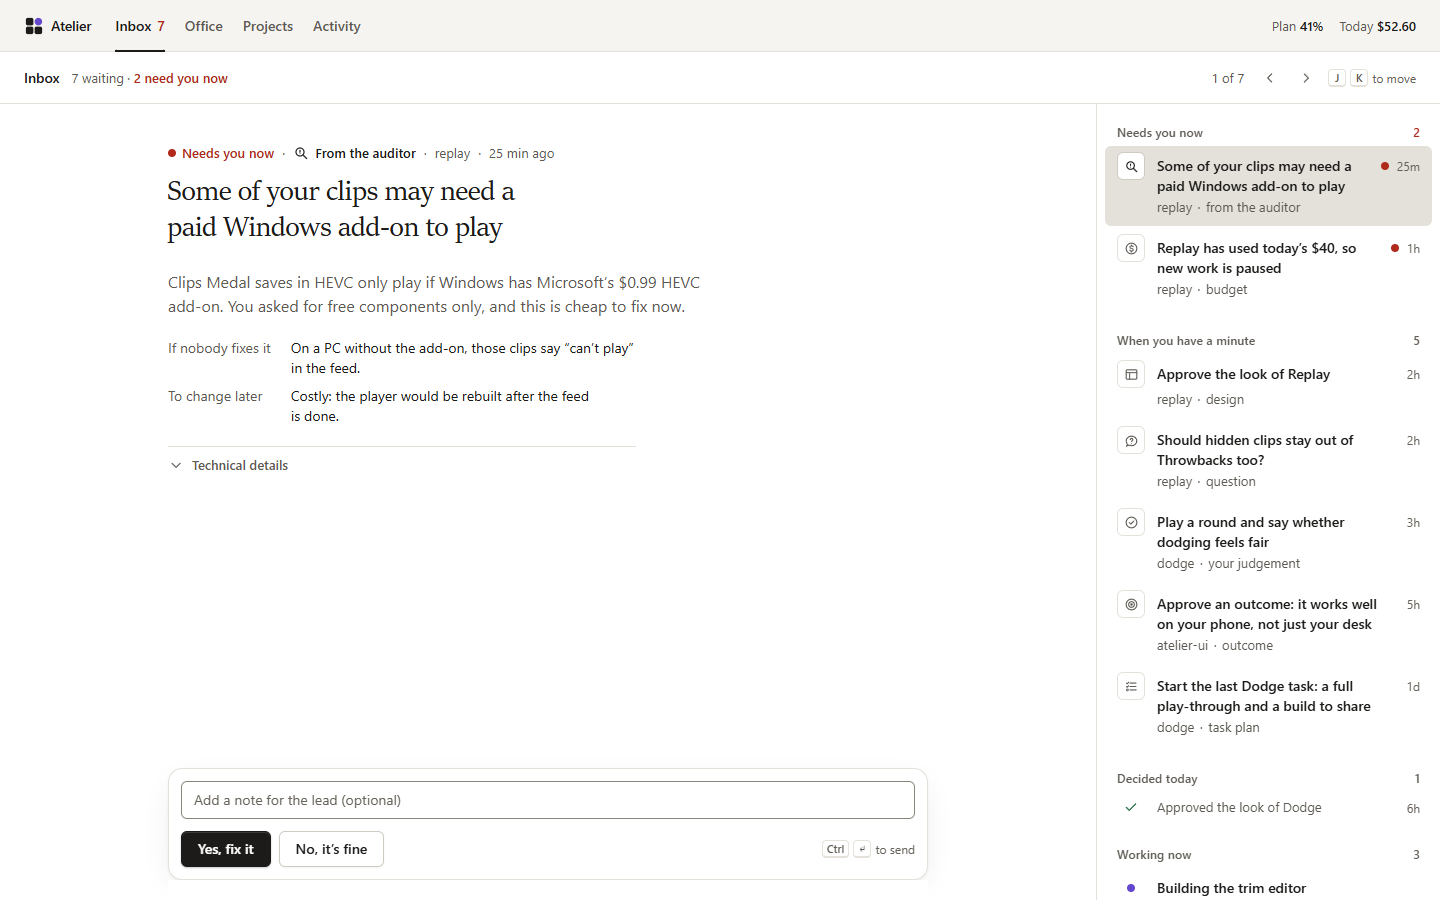 Atelier
Inbox 7
Office
Projects
Activity
Plan 41%
Today $52.60
Inbox
7 waiting · 2 need you now
1 of 7
J K to move
Needs you now · From the auditor · replay · 25 min ago
Some of your clips may need a
paid Windows add-on to play
Clips Medal saves in HEVC only play if Windows has Microsoft’s $0.99 HEVC
add-on. You asked for free components only, and this is cheap to fix now.
If nobody fixes it
On a PC without the add-on, those clips say “can’t play”
in the feed.
To change later
Costly: the player would be rebuilt after the feed
is done.
Technical details
Add a note for the lead (optional)
Yes, fix it
No, it’s fine
Ctrl ↵ to send
Needs you now 2
Some of your clips may need a 25m
paid Windows add-on to play
replay · from the auditor
Replay has used today’s $40, so 1h
new work is paused
replay · budget
When you have a minute 5
Approve the look of Replay 2h
replay · design
Should hidden clips stay out of 2h
Throwbacks too?
replay · question
Play a round and say whether 3h
dodging feels fair
dodge · your judgement
Approve an outcome: it works well 5h
on your phone, not just your desk
atelier-ui · outcome
Start the last Dodge task: a full 1d
play-through and a build to share
dodge · task plan
Decided today 1
Approved the look of Dodge 6h
Working now 3
Building the trim editor